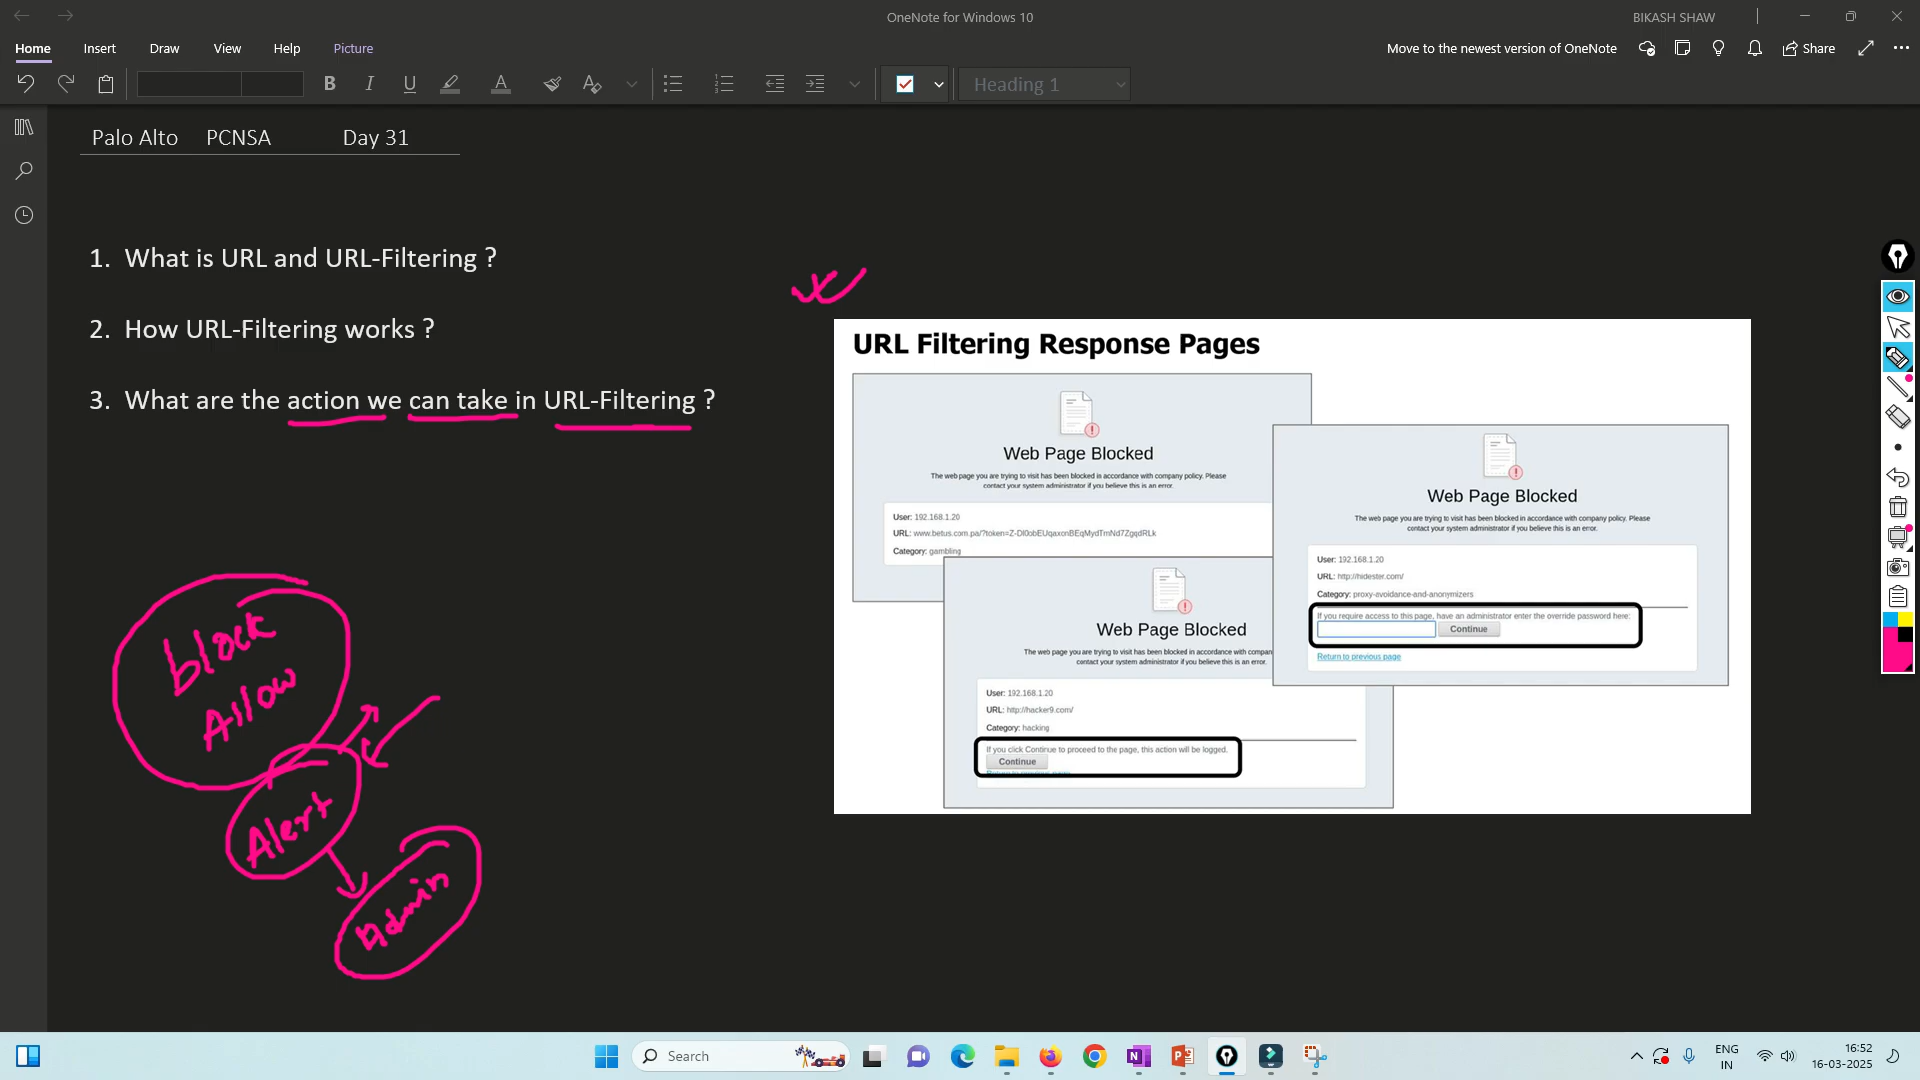 OneNote for Windows 10
BIKASH SHAW
Home
Insert
Draw
View
Help
Picture
Move to the newest version of OneNote
Share
B
I
U
A
Heading 1
Palo Alto PCNSA Day 31
1. What is URL and URL-Filtering ?
2. How URL-Filtering works ?
3. What are the action we can take in URL-Filtering ?
block
Allow
Alert
Admin
URL Filtering Response Pages
Web Page Blocked
The web page you are trying to visit has been blocked in accordance with company policy. Please
contact your system administrator if you believe this is an error.
User: 192.168.1.20
URL: www.betus.com.pa/?token=Z-Dl0obEUqaxonBEqMydTmNd7ZgqdRLk
Category: gambling
Web Page Blocked
The web page you are trying to visit has been blocked in accordance with company policy. Please
contact your system administrator if you believe this is an error.
User: 192.168.1.20
URL: http://hidester.com/
Category: proxy-avoidance-and-anonymizers
If you require access to this page, have an administrator enter the override password here:
Continue
Return to previous page
Web Page Blocked
The web page you are trying to visit has been blocked in accordance with comp
contact your system administrator if you believe this is an error.
User: 192.168.1.20
URL: http://hacker9.com/
Category: hacking
If you click Continue to proceed to the page, this action will be logged.
Continue
Return to previous page
Search
ENG
IN
16:52
16-03-2025